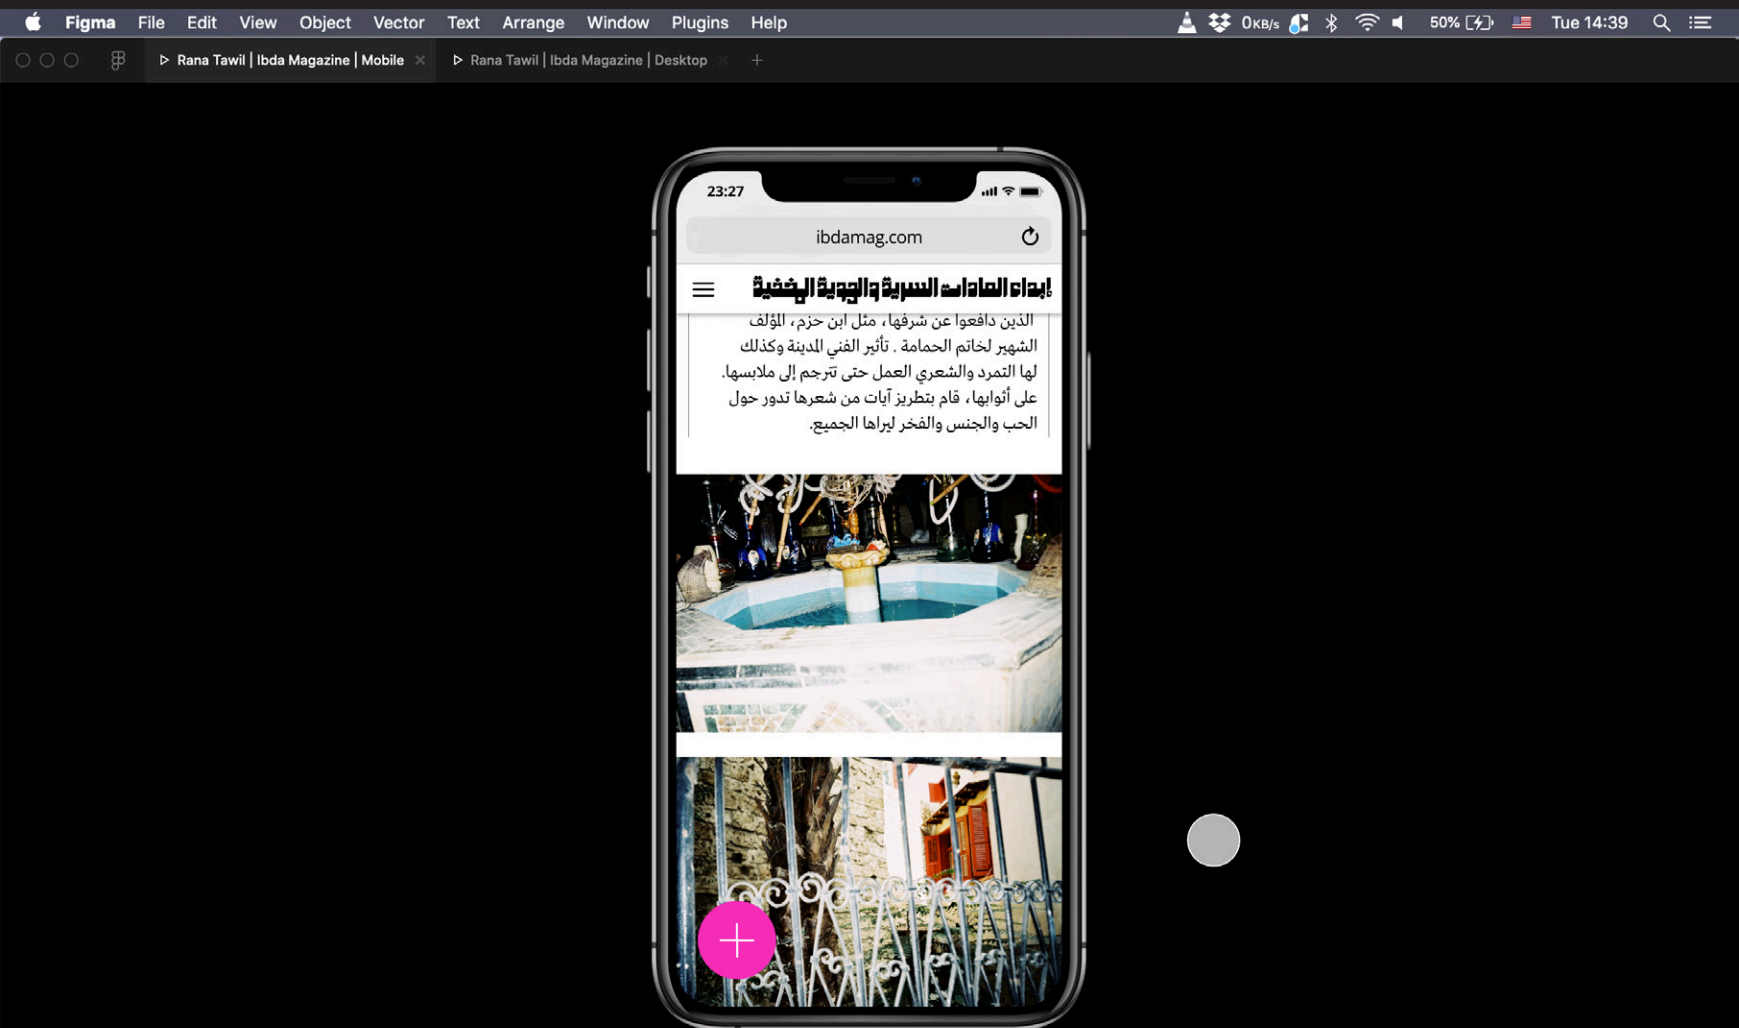 Figma File Edit View Object Vector Text Arrange Window Plugins Help 0KB/s 50% Tue 14:39
Rana Tawil | Ibda Magazine | Mobile Rana Tawil | Ibda Magazine | Desktop
23:27
ibdamag.com
إبداء العادات السرية والجدية الخفية
الذين دافعوا عن شرفها، مثل ابن حزم، المؤلف
الشهير لخاتم الحمامة . تأثير الفني المدينة وكذلك
لها التمرد والشعري العمل حتى تترجم إلى ملابسها.
على أثوابها، قام بتطريز آيات من شعرها تدور حول
الحب والجنس والفخر ليراها الجميع.